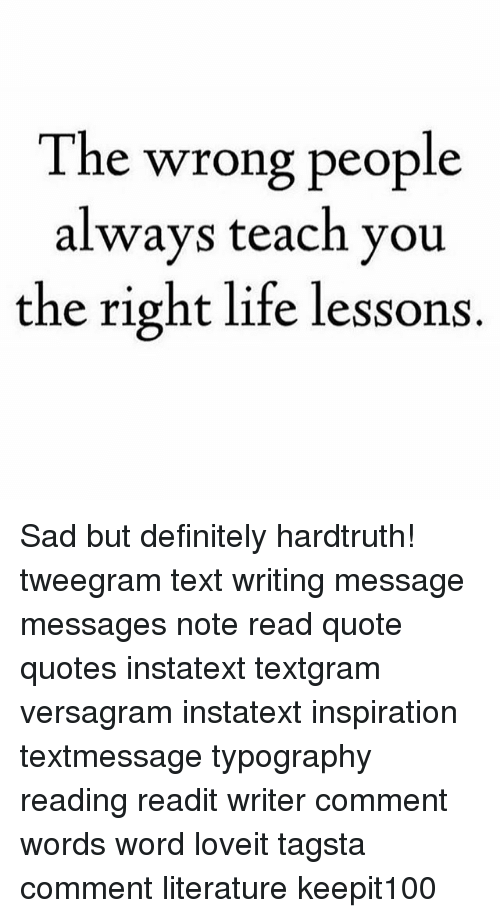 The wrong people
always teach you
the right life lessons.
Sad but definitely hardtruth!
tweegram text writing message
messages note read quote
quotes instatext textgram
versagram instatext inspiration
textmessage typography
reading readit writer comment
words word loveit tagsta
comment literature keepit100